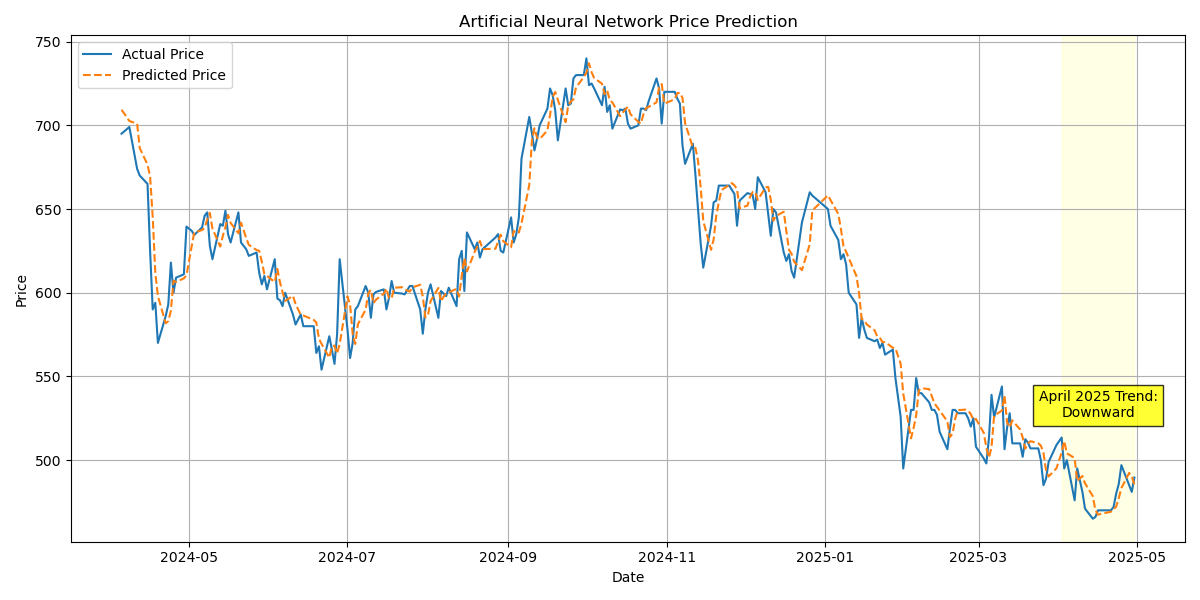 Artificial Neural Network Price Prediction
Actual Price
Predicted Price
750
700
650
600
550
500
Price
April 2025 Trend:
Downward
2024-05
2024-07
2024-09
2024-11
2025-01
2025-03
2025-05
Date